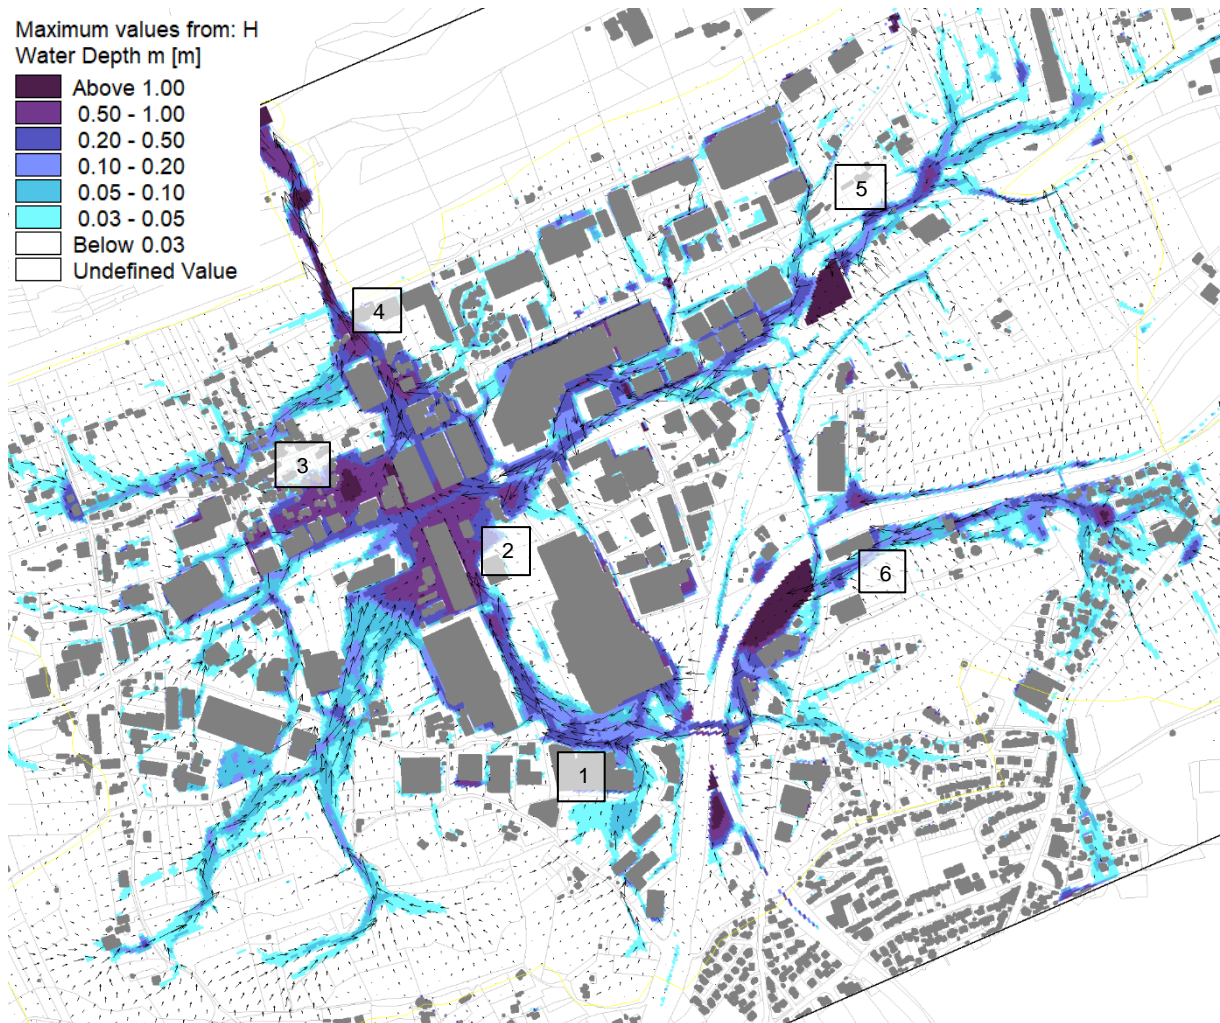 Maximum values from: H
Water Depth m [m]
Above 1.00
0.50 - 1.00
0.20 - 0.50
0.10 - 0.20
0.05 - 0.10
0.03 - 0.05
Below 0.03
Undefined Value
5
4
3
2
6
1